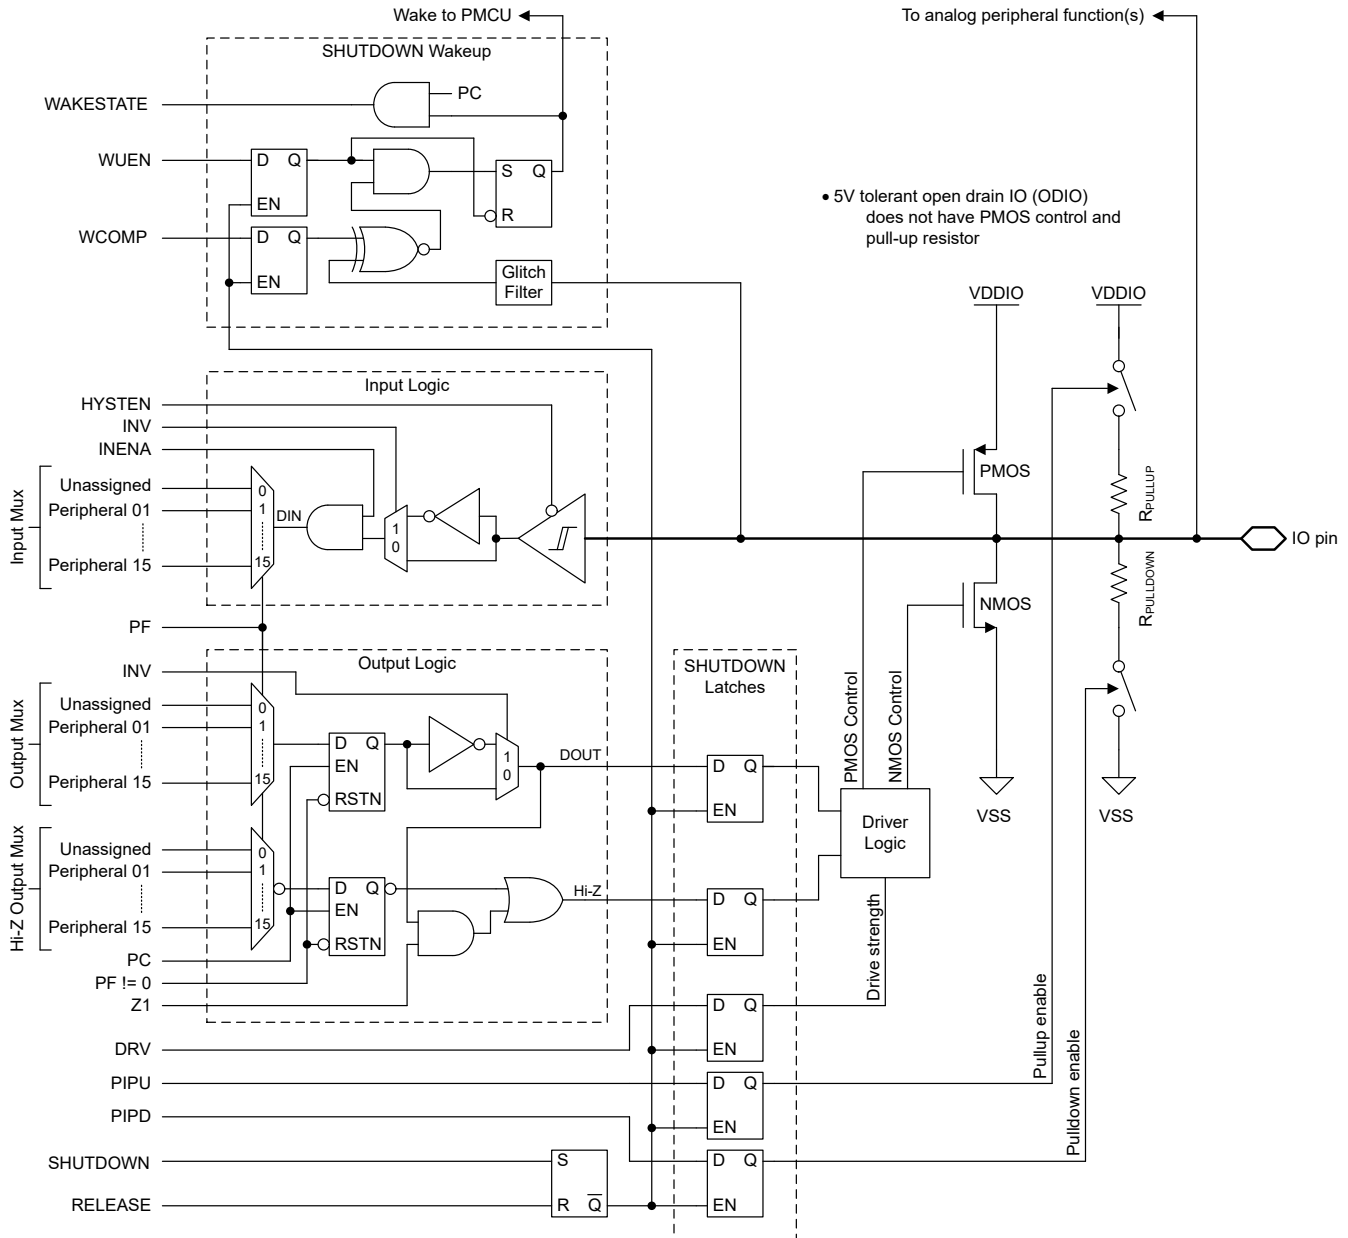 Wake to PMCU
To analog peripheral function(s)
SHUTDOWN Wakeup
WAKESTATE
PC
WUEN
D Q
EN
S Q
R
WCOMP
D Q
EN
Glitch
Filter
• 5V tolerant open drain IO (ODIO)
does not have PMOS control and
pull-up resistor
VDDIO
VDDIO
Input Logic
HYSTEN
INV
INENA
Input Mux
Unassigned
Peripheral 01
Peripheral 15
0
1
15
DIN
1
0
PMOS
RPULLUP
IO pin
RPULLDOWN
NMOS
PF
Output Logic
INV
Output Mux
Unassigned
Peripheral 01
Peripheral 15
0
1
15
D Q
EN
RSTN
1
0
DOUT
SHUTDOWN
Latches
D Q
EN
PMOS Control
NMOS Control
Driver
Logic
VSS
VSS
Hi-Z Output Mux
Unassigned
Peripheral 01
Peripheral 15
0
1
15
D Q
EN
RSTN
Hi-Z
D Q
EN
Drive strength
PC
PF != 0
Z1
DRV
D Q
EN
Pullup enable
PIPU
D Q
EN
Pulldown enable
PIPD
D Q
EN
SHUTDOWN
RELEASE
S
R Q̅